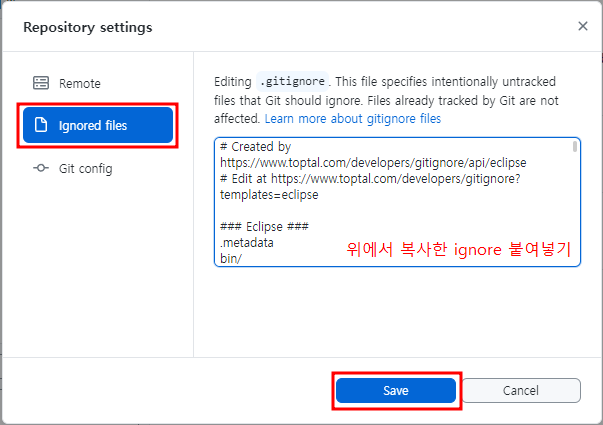 Repository settings
Remote
Ignored files
Git config
Editing .gitignore. This file specifies intentionally untracked
files that Git should ignore. Files already tracked by Git are not
affected. Learn more about gitignore files
# Created by
https://www.toptal.com/developers/gitignore/api/eclipse
# Edit at https://www.toptal.com/developers/gitignore?
templates=eclipse
### Eclipse ###
.metadata
bin/
위에서 복사한 ignore 붙여넣기
Save
Cancel